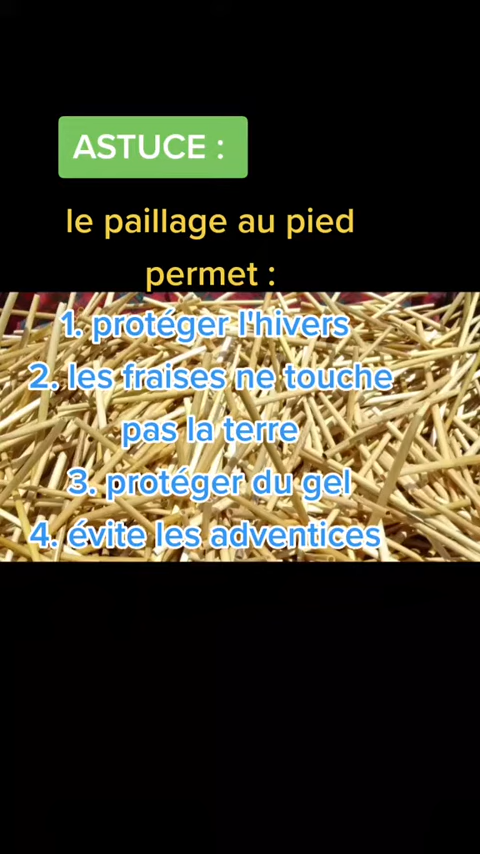 ASTUCE :
le paillage au pied
permet :
1. protéger l'hivers
2. les fraises ne touche
pas la terre
3. protéger du gel
4. évite les adventices